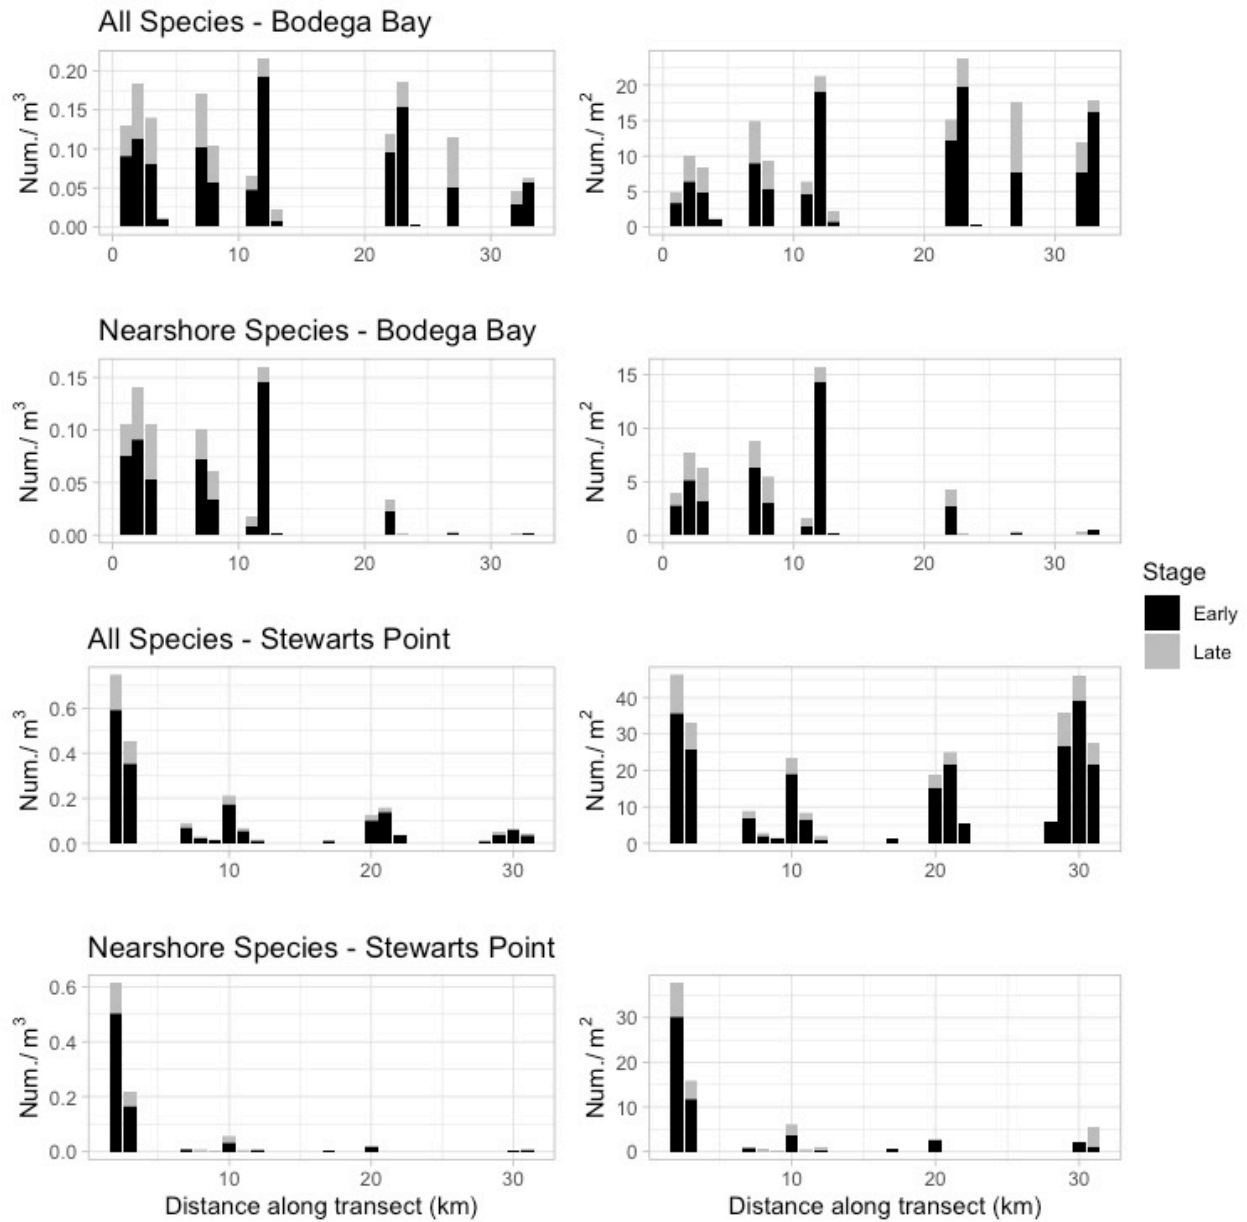 All Species - Bodega Bay
Num./ m³
0.20
0.15
0.10
0.05
0.00
0 10 20 30
Num./ m²
20
15
10
5
0
0 10 20 30
Nearshore Species - Bodega Bay
Num./ m³
0.15
0.10
0.05
0.00
0 10 20 30
Num./ m²
15
10
5
0
0 10 20 30
Stage
Early
Late
All Species - Stewarts Point
Num./ m³
0.6
0.4
0.2
0.0
10 20 30
Num./ m²
40
30
20
10
0
10 20 30
Nearshore Species - Stewarts Point
Num./ m³
0.6
0.4
0.2
0.0
10 20 30
Distance along transect (km)
Num./ m²
30
20
10
0
10 20 30
Distance along transect (km)